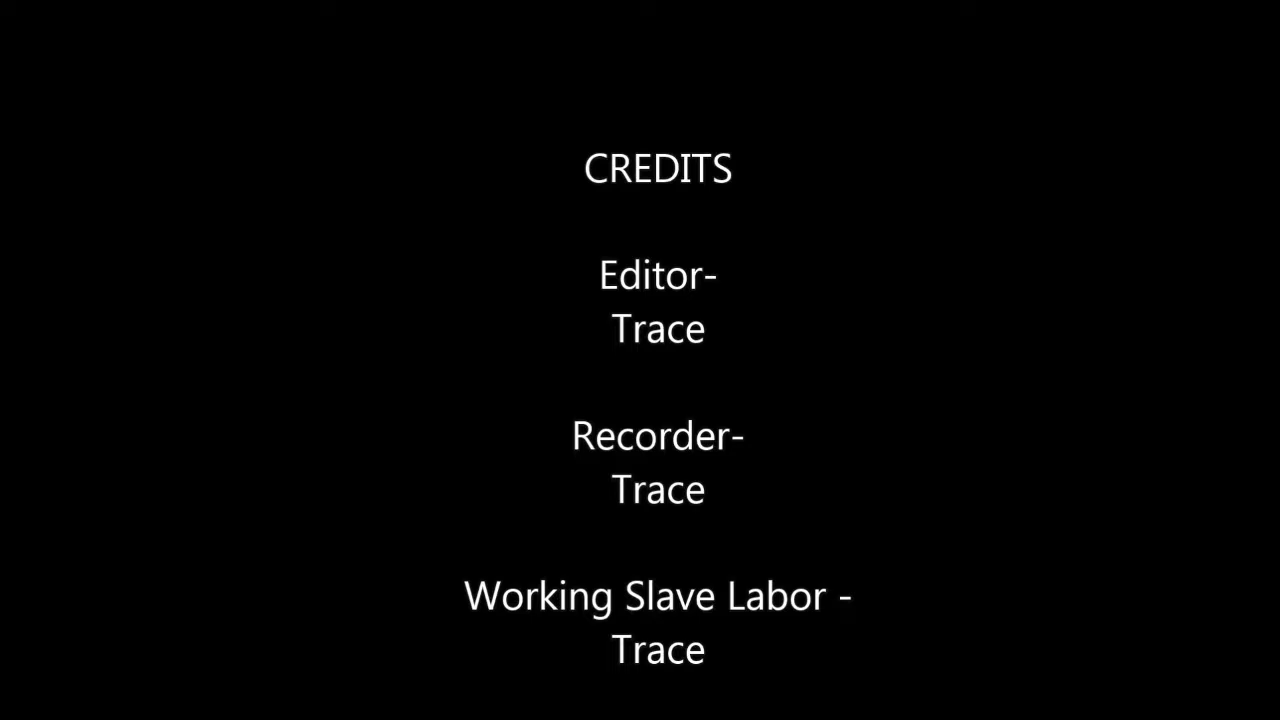 CREDITS
Editor-
Trace
Recorder-
Trace
Working Slave Labor -
Trace